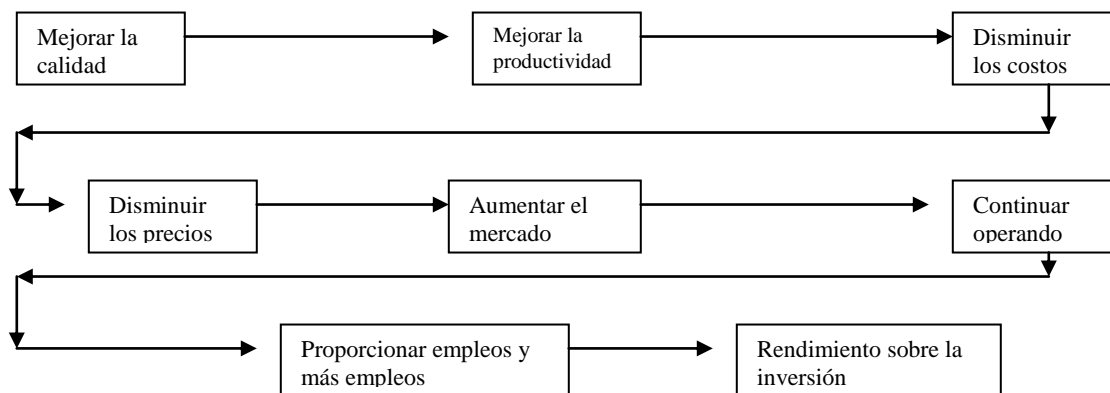 Mejorar la
calidad
Mejorar la
productividad
Disminuir
los costos
Disminuir
los precios
Aumentar el
mercado
Continuar
operando
Proporcionar empleos y
más empleos
Rendimiento sobre la
inversión